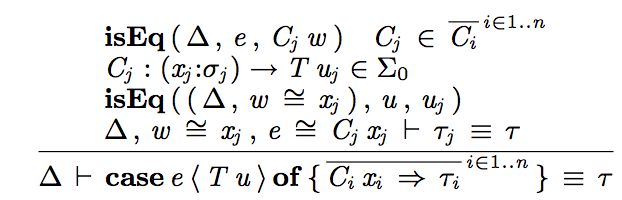 isEq ( Δ , e , C_j w )   C_j ∈ \overline{C_i}^{i∈1..n}
C_j : (x_j:σ_j) → T u_j ∈ Σ_0
isEq ( ( Δ , w ≅ x_j ) , u , u_j )
Δ , w ≅ x_j , e ≅ C_j x_j ⊢ τ_j ≡ τ
Δ ⊢ case e ⟨ T u ⟩ of { \overline{C_i x_i ⇒ τ_i}^{i∈1..n} } ≡ τ